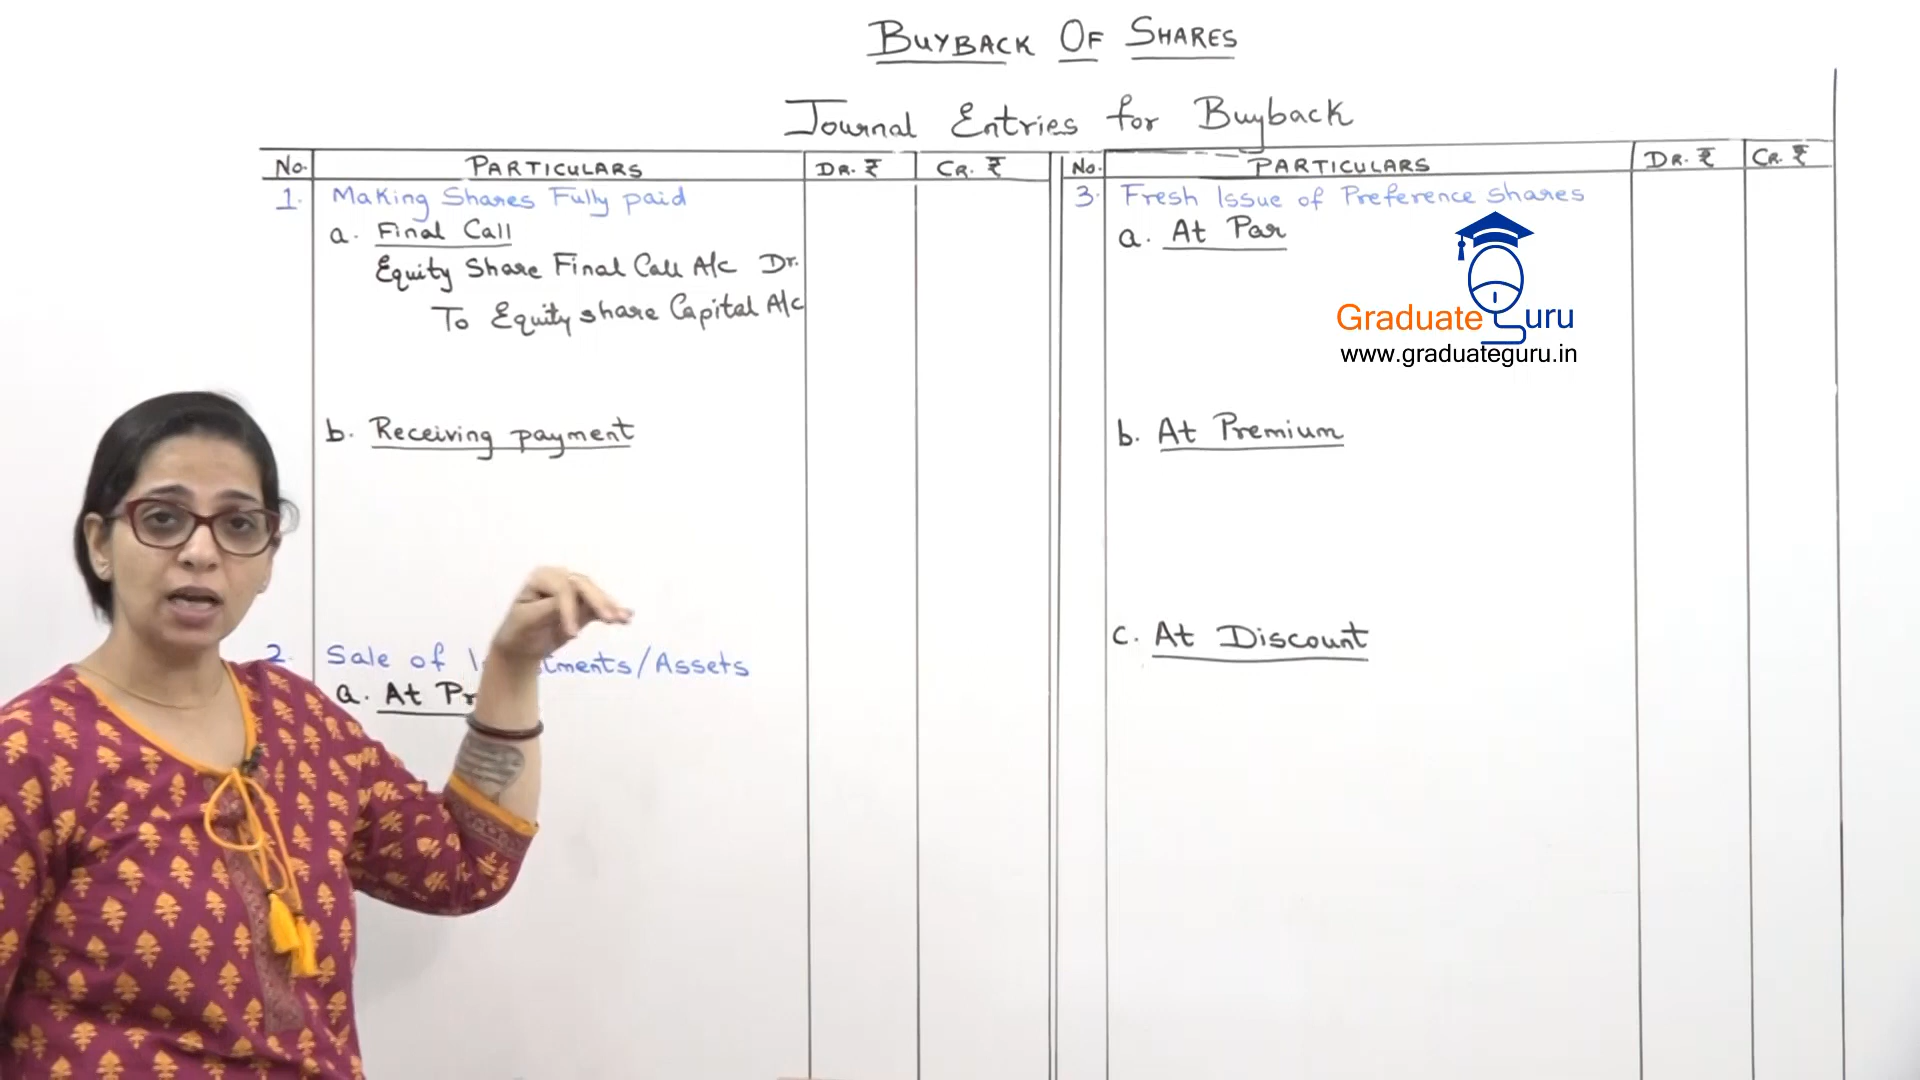 BUYBACK OF SHARES
Journal Entries for Buyback
No. PARTICULARS DR. ₹ CR. ₹
1. Making Shares Fully paid
a. Final Call
Equity Share Final Call A/c Dr.
To Equity share Capital A/c
b. Receiving payment
2. Sale of /Assets
a. At
No. PARTICULARS DR. ₹ CR. ₹
3. Fresh Issue of Preference shares
a. At Par
Graduate Guru
www.graduateguru.in
b. At Premium
c. At Discount